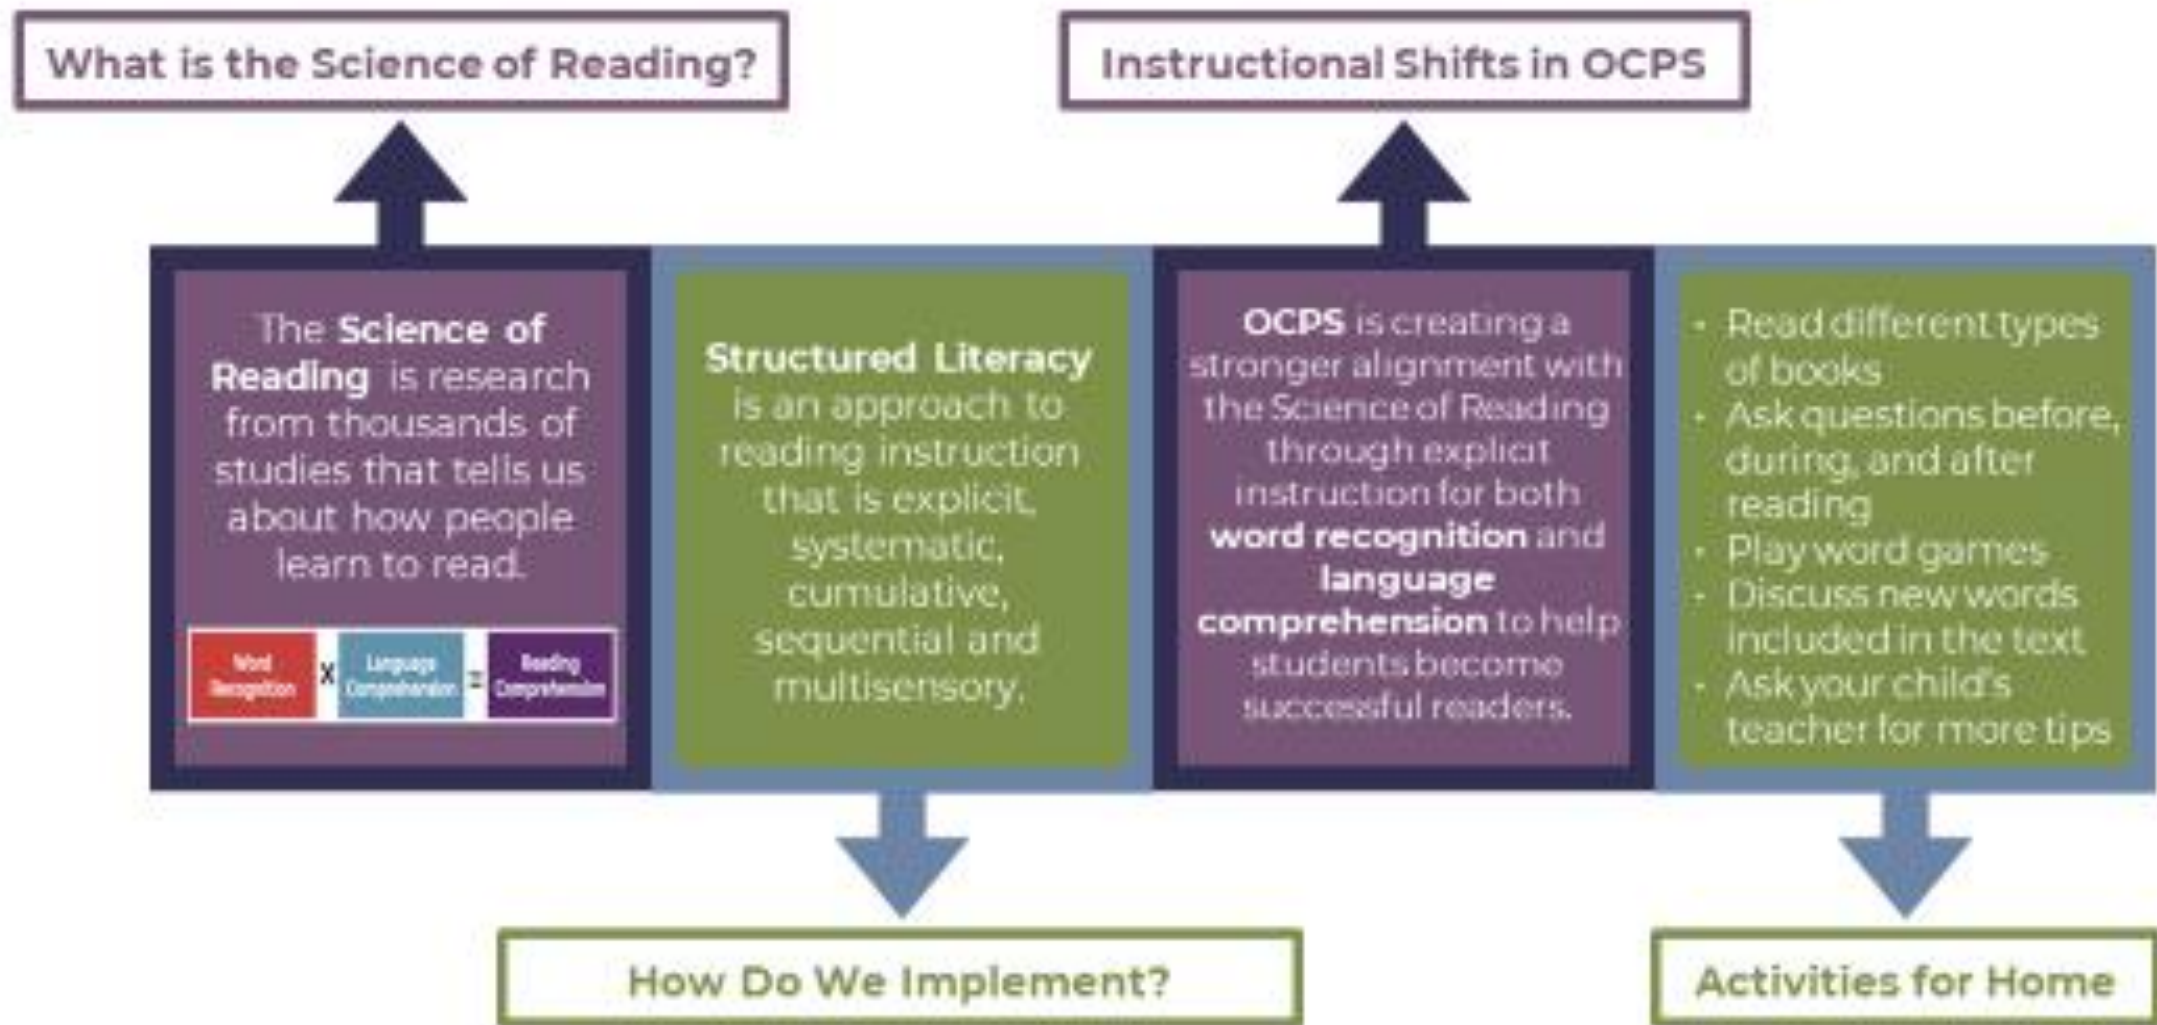 What is the Science of Reading?
Instructional Shifts in OCPS
The Science of
Reading is research
from thousands of
studies that tells us
about how people
learn to read.
Word
Recognition
X
Language
Comprehension
=
Reading
Comprehension
Structured Literacy
is an approach to
reading instruction
that is explicit,
systematic,
cumulative,
sequential and
multisensory.
OCPS is creating a
stronger alignment with
the Science of Reading
through explicit
instruction for both
word recognition and
language
comprehension to help
students become
successful readers.
• Read different types
of books
• Ask questions before,
during, and after
reading
• Play word games
• Discuss new words
included in the text
• Ask your child's
teacher for more tips
How Do We Implement?
Activities for Home